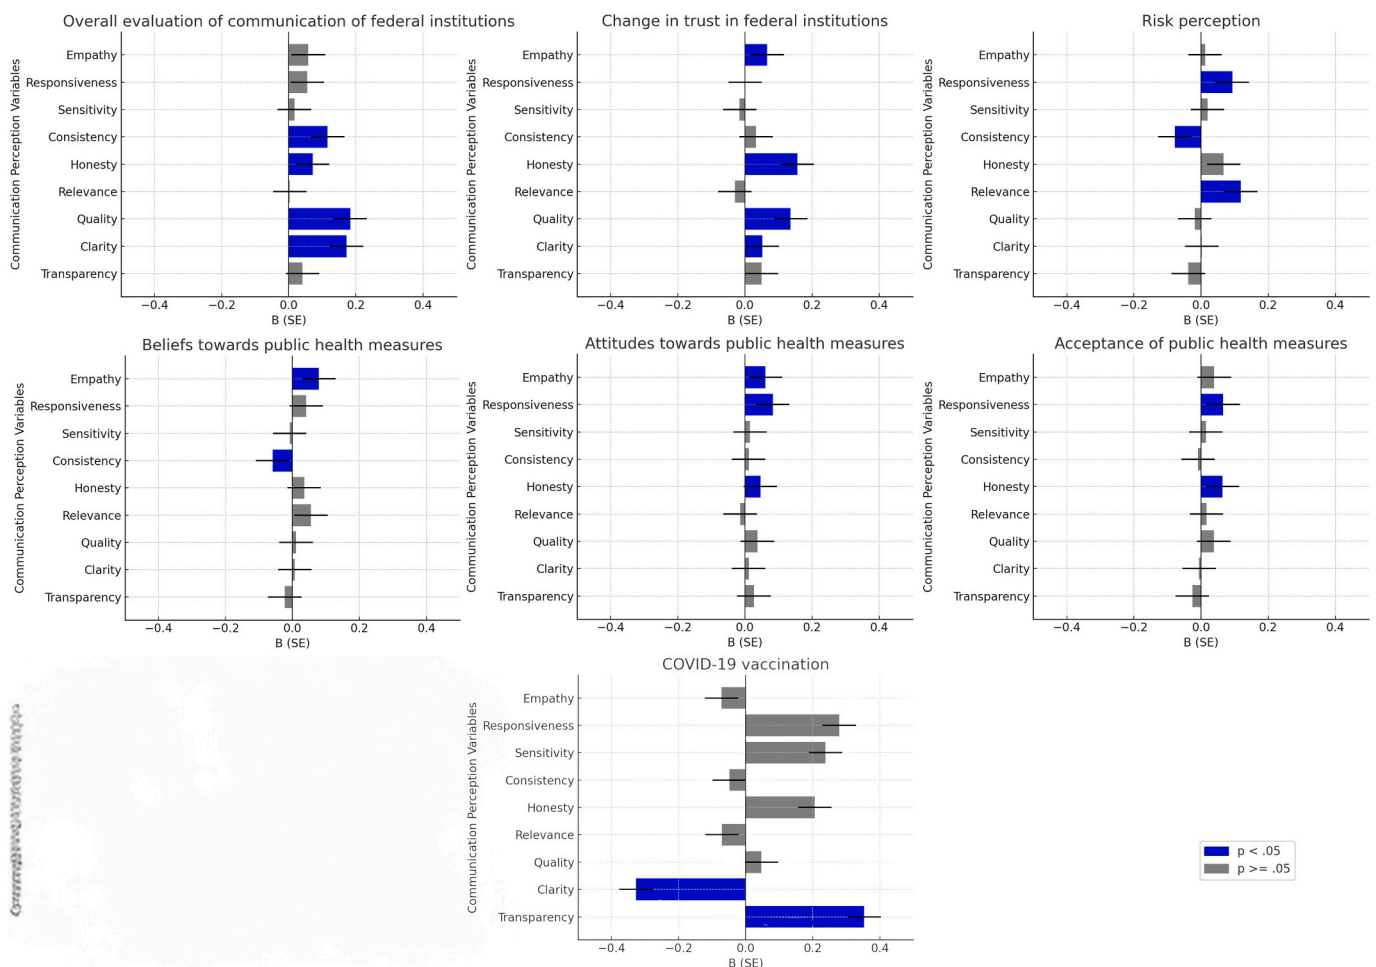 Overall evaluation of communication of federal institutions
Communication Perception Variables
Empathy
Responsiveness
Sensitivity
Consistency
Honesty
Relevance
Quality
Clarity
Transparency
−0.4 −0.2 0.0 0.2 0.4
B (SE)
Change in trust in federal institutions
Communication Perception Variables
Empathy
Responsiveness
Sensitivity
Consistency
Honesty
Relevance
Quality
Clarity
Transparency
−0.4 −0.2 0.0 0.2 0.4
B (SE)
Risk perception
Communication Perception Variables
Empathy
Responsiveness
Sensitivity
Consistency
Honesty
Relevance
Quality
Clarity
Transparency
−0.4 −0.2 0.0 0.2 0.4
B (SE)
Beliefs towards public health measures
Communication Perception Variables
Empathy
Responsiveness
Sensitivity
Consistency
Honesty
Relevance
Quality
Clarity
Transparency
−0.4 −0.2 0.0 0.2 0.4
B (SE)
Attitudes towards public health measures
Communication Perception Variables
Empathy
Responsiveness
Sensitivity
Consistency
Honesty
Relevance
Quality
Clarity
Transparency
−0.4 −0.2 0.0 0.2 0.4
B (SE)
Acceptance of public health measures
Communication Perception Variables
Empathy
Responsiveness
Sensitivity
Consistency
Honesty
Relevance
Quality
Clarity
Transparency
−0.4 −0.2 0.0 0.2 0.4
B (SE)
COVID-19 vaccination
Communication Perception Variables
Empathy
Responsiveness
Sensitivity
Consistency
Honesty
Relevance
Quality
Clarity
Transparency
−0.4 −0.2 0.0 0.2 0.4
B (SE)
p < .05
p >= .05